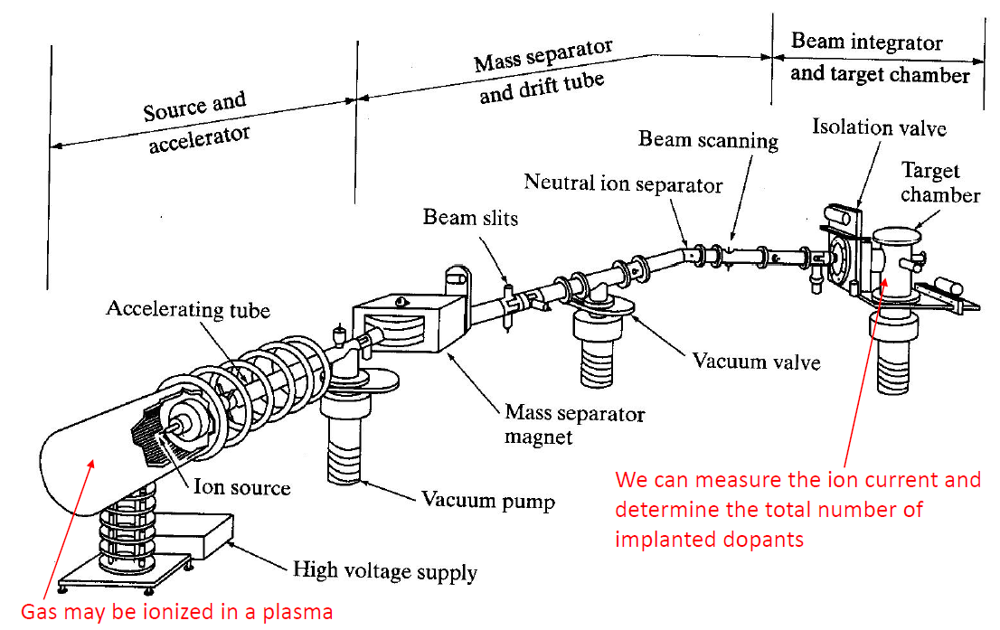 Mass separator
and drift tube
Beam integrator
and target chamber
Source and
accelerator
Isolation valve
Beam scanning
Target
chamber
Neutral ion separator
Beam slits
Accelerating tube
Vacuum valve
Mass separator
magnet
Ion source
Vacuum pump
We can measure the ion current and
determine the total number of
implanted dopants
High voltage supply
Gas may be ionized in a plasma